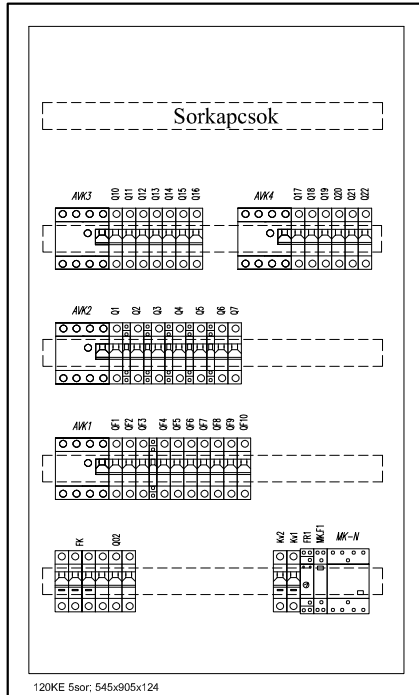 Sorkapcsok
AVK3 Q10 Q11 Q12 Q13 Q14 Q15 Q16 AVK4 Q17 Q18 Q19 Q20 Q21 Q22
AVK2 Q1 Q2 Q3 Q4 Q5 Q6 Q7
AVK1 QF1 QF2 QF3 QF4 QF5 QF6 QF7 QF8 QF9 QF10
FK Q02 Kv2 Kv1 FR1 MK.F1 MK-N
120KE 5sor; 545x905x124